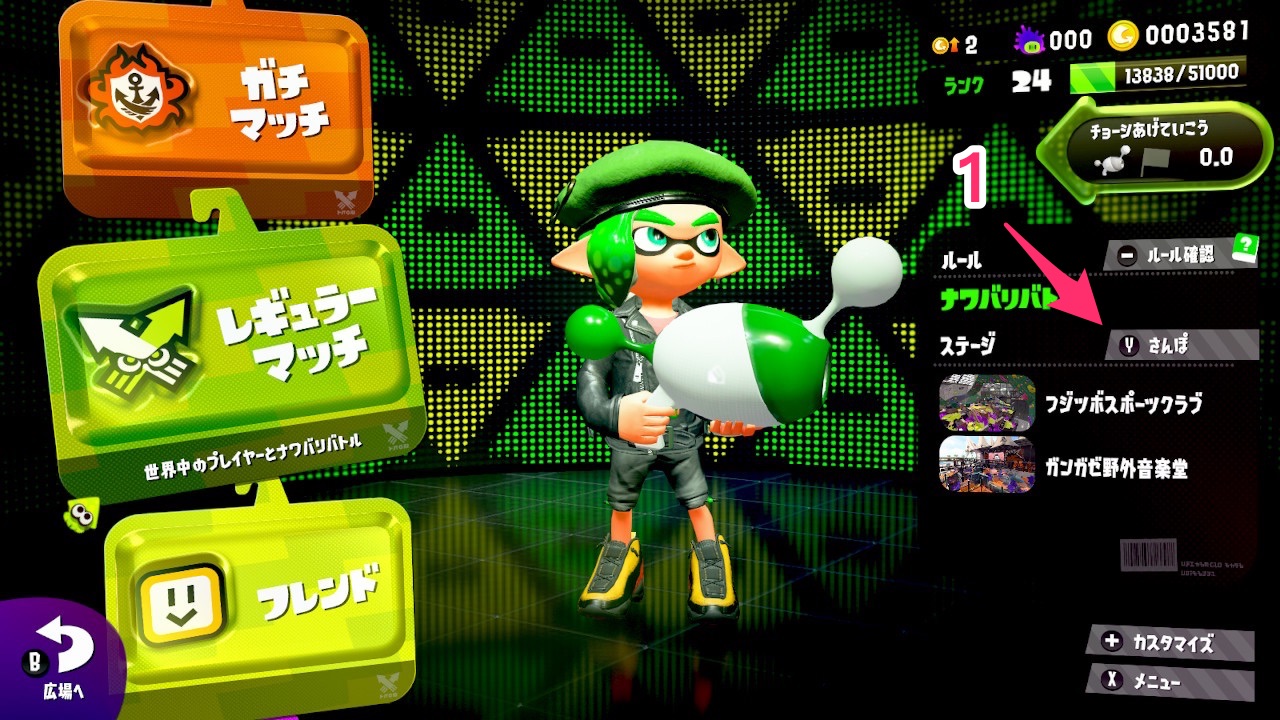 ガチ
マッチ
レギュラー
マッチ
世界中のプレイヤーとナワバリバトル
フレンド
B
広場へ
2
000
0003581
ランク 24 13838/51000
チョーシあげていこう
0.0
1
ルール
− ルール確認 ?
ナワバリバト
ステージ
Y さんぽ
フジツボスポーツクラブ
ガンガゼ野外音楽堂
+ カスタマイズ
X メニュー